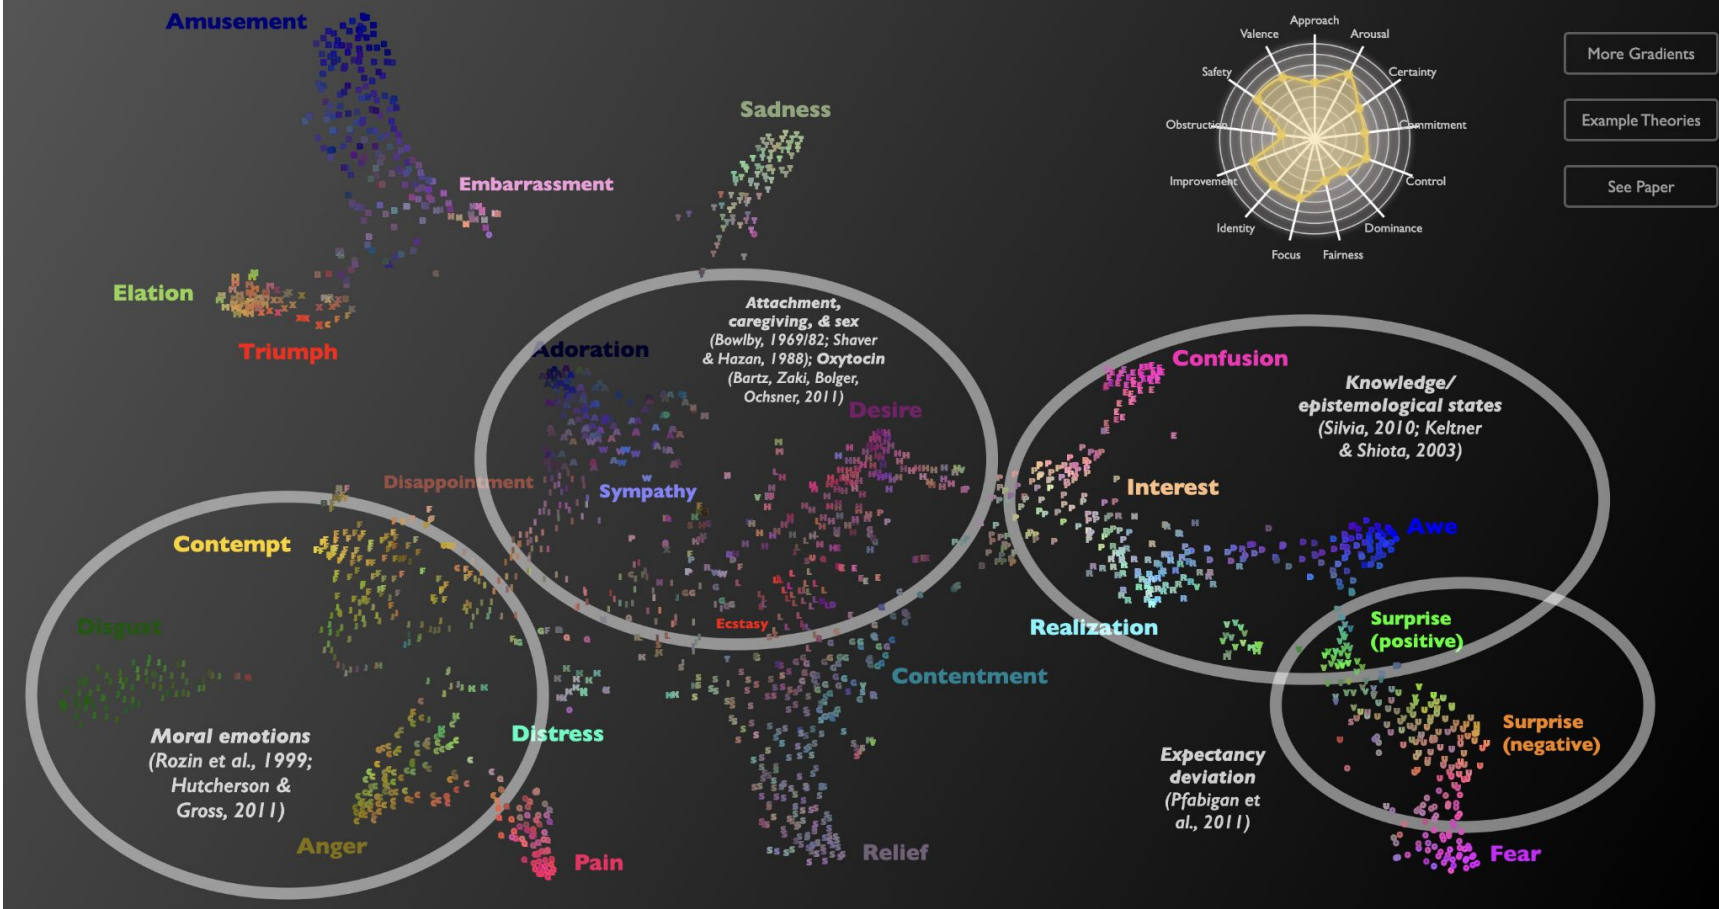 Amusement
Embarrassment
Elation
Triumph
Sadness
Approach
Valence
Arousal
Safety
Certainty
Obstruction
Commitment
Improvement
Control
Identity
Dominance
Focus
Fairness
More Gradients
Example Theories
See Paper
Attachment,
caregiving, & sex
(Bowlby, 1969/82; Shaver
& Hazan, 1988); Oxytocin
(Bartz, Zaki, Bolger,
Ochsner, 2011)
Adoration
Desire
Sympathy
Ecstasy
Confusion
Knowledge/
epistemological states
(Silvia, 2010; Keltner
& Shiota, 2003)
Interest
Awe
Realization
Surprise
(positive)
Disappointment
Contempt
Disgust
Moral emotions
(Rozin et al., 1999;
Hutcherson &
Gross, 2011)
Anger
Distress
Pain
Contentment
Relief
Expectancy
deviation
(Pfabigan et
al., 2011)
Surprise
(negative)
Fear